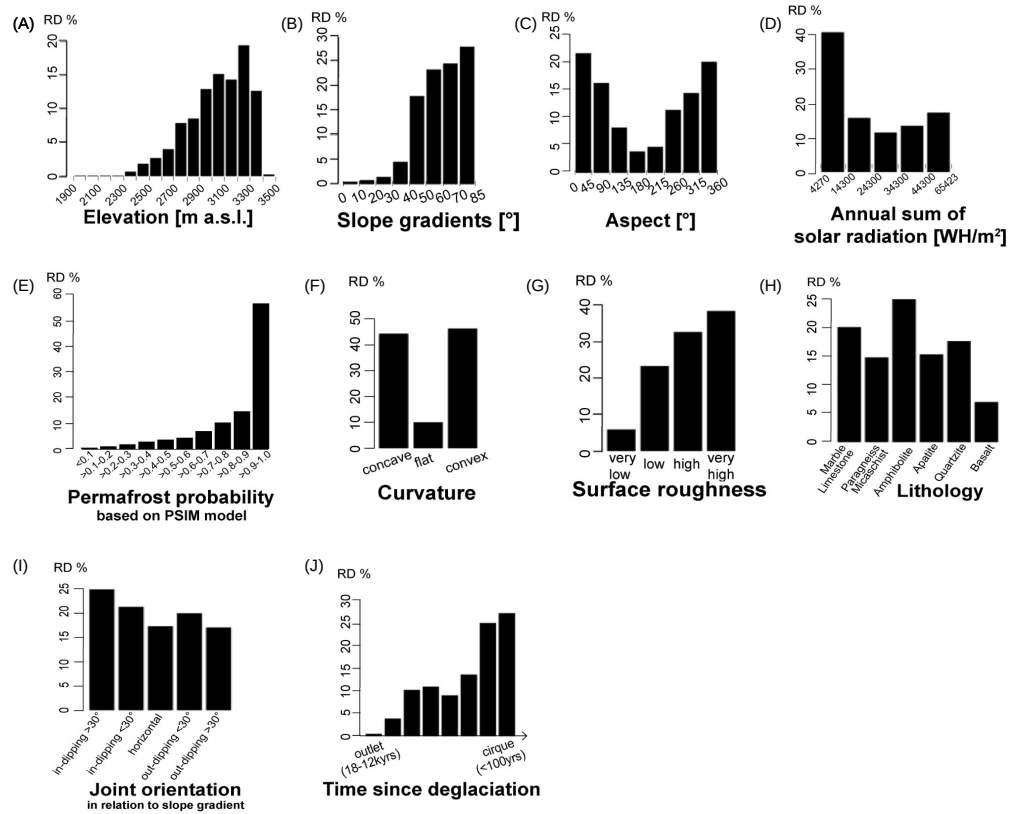 (A) RD %
20
15
10
5
0
1900 2100 2300 2500 2700 2900 3100 3300 3500
Elevation [m a.s.l.]
(B) RD %
30
25
20
15
10
5
0
0 10 20 30 40 50 60 70 85
Slope gradients [°]
(C) RD %
25
20
15
10
5
0
0 45 90 135 180 215 260 315 360
Aspect [°]
(D) RD %
40
30
20
10
0
4270 14300 24300 34300 44300 65423
Annual sum of
solar radiation [WH/m²]
(E) RD %
60
50
40
30
20
10
0
<0.1 >0.1-0.2 >0.2-0.3 >0.3-0.4 >0.4-0.5 >0.5-0.6 >0.6-0.7 >0.7-0.8 >0.8-0.9 >0.9-1.0
Permafrost probability
based on PSIM model
(F) RD %
50
40
30
20
10
0
concave flat convex
Curvature
(G) RD %
40
30
20
10
0
very low high very
low high
Surface roughness
(H) RD %
25
20
15
10
5
0
Marble
Limestone
Paragneiss
Micaschist
Amphibolite
Apatite
Quartzite
Basalt
Lithology
(I) RD %
25
20
15
10
5
0
in-dipping >30°
in-dipping <30°
horizontal
out-dipping <30°
out-dipping >30°
Joint orientation
in relation to slope gradient
(J) RD %
30
25
20
15
10
5
0
outlet cirque
(18-12kyrs) (<100yrs)
Time since deglaciation